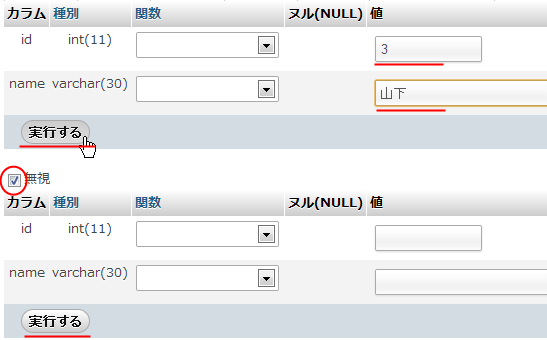 カラム 種別 関数 ヌル(NULL) 値
id int(11) 3
name varchar(30) 山下
実行する
無視
カラム 種別 関数 ヌル(NULL) 値
id int(11)
name varchar(30)
実行する